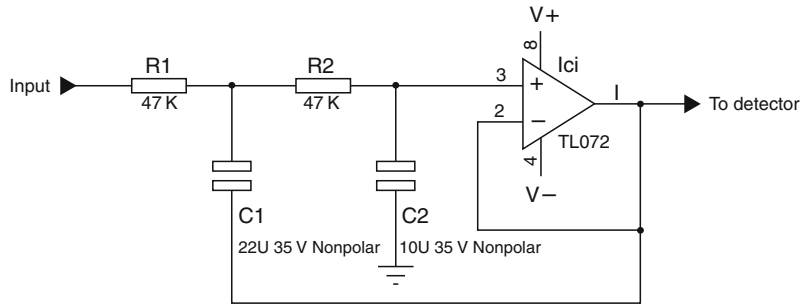 V+
8
R1
R2
Ici
Input
47 K
47 K
3
+
2
−
I
To detector
TL072
4
V−
C1
C2
22U 35 V Nonpolar
10U 35 V Nonpolar